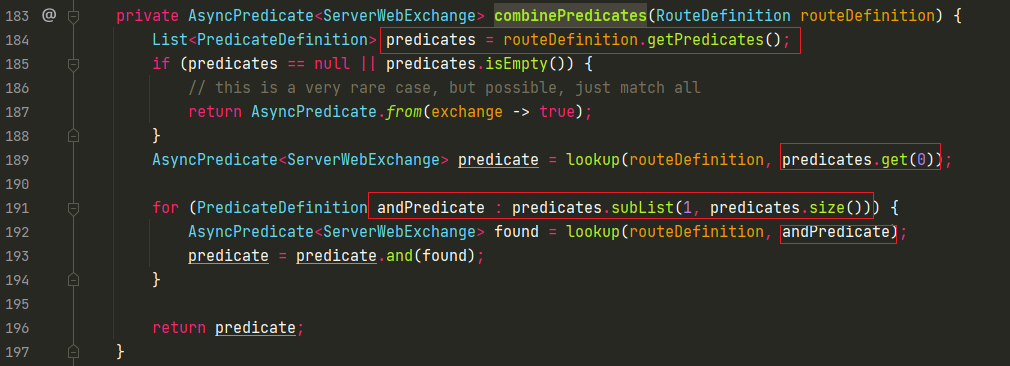 183 @ private AsyncPredicate<ServerWebExchange> combinePredicates(RouteDefinition routeDefinition) {
184 List<PredicateDefinition> predicates = routeDefinition.getPredicates();
185 if (predicates == null || predicates.isEmpty()) {
186 // this is a very rare case, but possible, just match all
187 return AsyncPredicate.from(exchange -> true);
188 }
189 AsyncPredicate<ServerWebExchange> predicate = lookup(routeDefinition, predicates.get(0));
190
191 for (PredicateDefinition andPredicate : predicates.subList(1, predicates.size())) {
192 AsyncPredicate<ServerWebExchange> found = lookup(routeDefinition, andPredicate);
193 predicate = predicate.and(found);
194 }
195
196 return predicate;
197 }